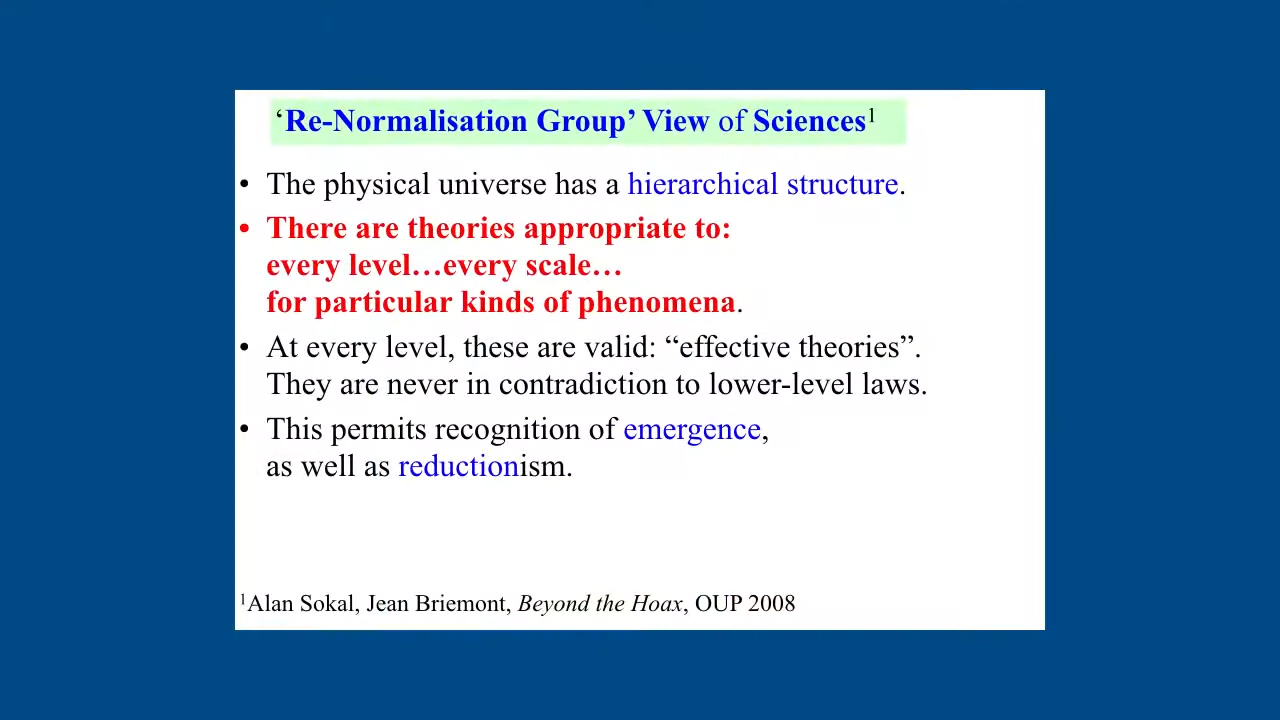 ‘Re-Normalisation Group’ View of Sciences¹
• The physical universe has a hierarchical structure.
• There are theories appropriate to:
every level…every scale…
for particular kinds of phenomena.
• At every level, these are valid: “effective theories”.
They are never in contradiction to lower-level laws.
• This permits recognition of emergence,
as well as reductionism.
¹Alan Sokal, Jean Briemont, Beyond the Hoax, OUP 2008